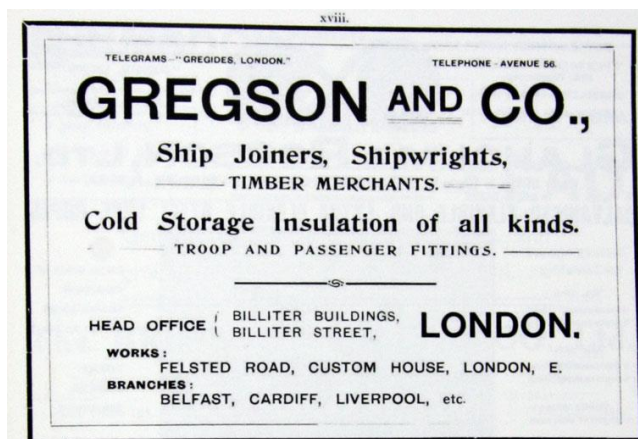 xviii.
TELEGRAMS—"GREGIDES, LONDON." TELEPHONE - AVENUE 56.
GREGSON AND CO.,
Ship Joiners, Shipwrights,
TIMBER MERCHANTS.
Cold Storage Insulation of all kinds.
TROOP AND PASSENGER FITTINGS.
HEAD OFFICE { BILLITER BUILDINGS,
BILLITER STREET, LONDON.
WORKS:
FELSTED ROAD, CUSTOM HOUSE, LONDON, E.
BRANCHES:
BELFAST, CARDIFF, LIVERPOOL, etc.